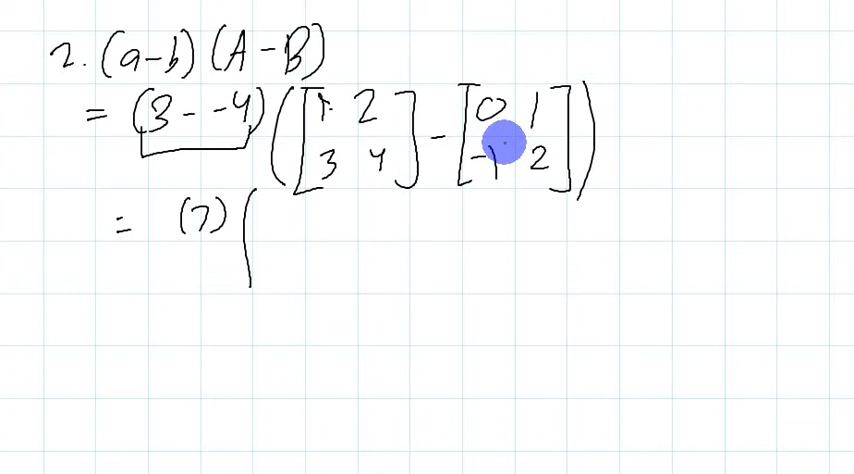 2. (a-b) (A-B)
= (3 - -4) ([1 2
3 4] - [0 1
-1 2])
= (7) (